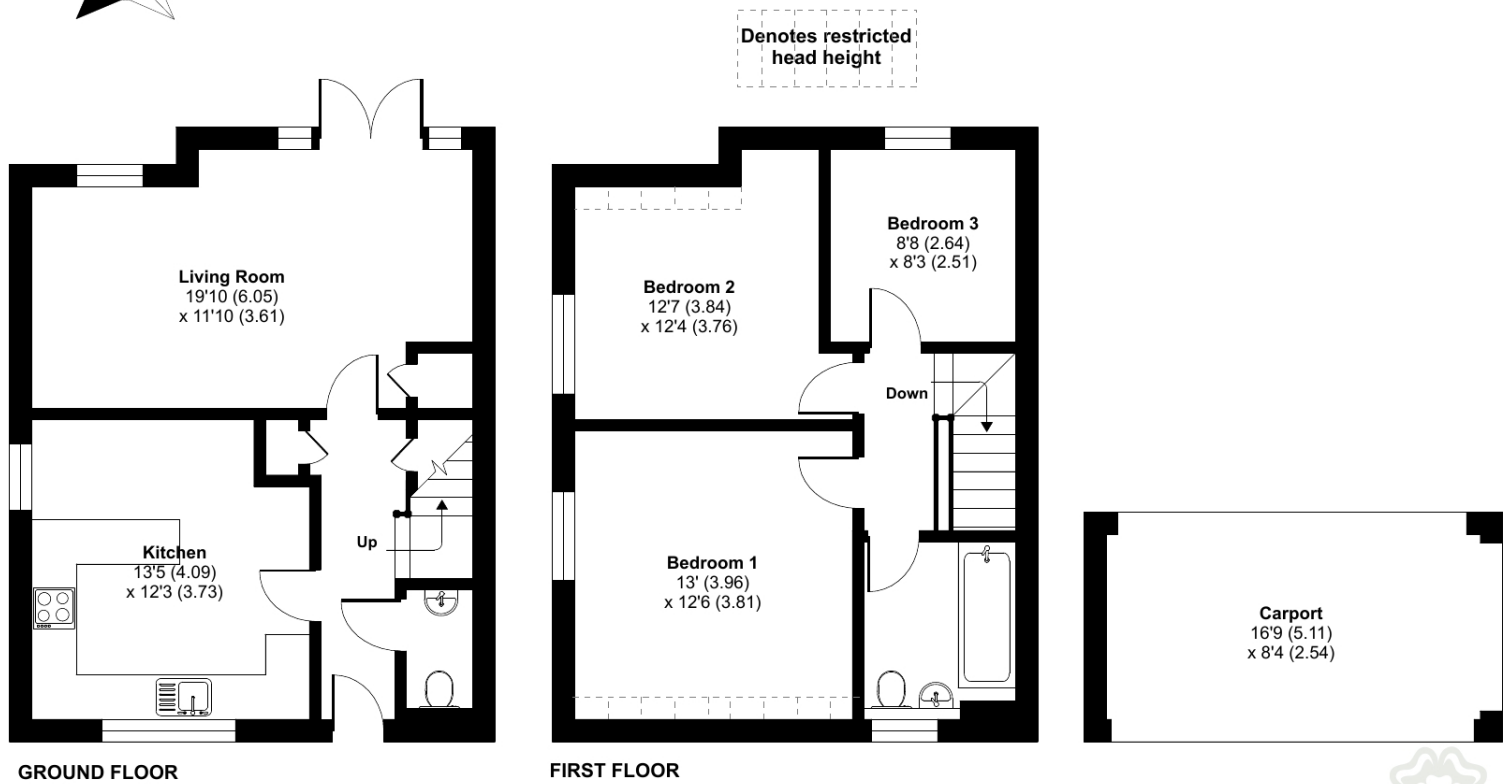 Denotes restricted
head height
Living Room
19'10 (6.05)
x 11'10 (3.61)
Kitchen
13'5 (4.09)
x 12'3 (3.73)
Up
GROUND FLOOR
Bedroom 3
8'8 (2.64)
x 8'3 (2.51)
Bedroom 2
12'7 (3.84)
x 12'4 (3.76)
Down
Bedroom 1
13' (3.96)
x 12'6 (3.81)
FIRST FLOOR
Carport
16'9 (5.11)
x 8'4 (2.54)